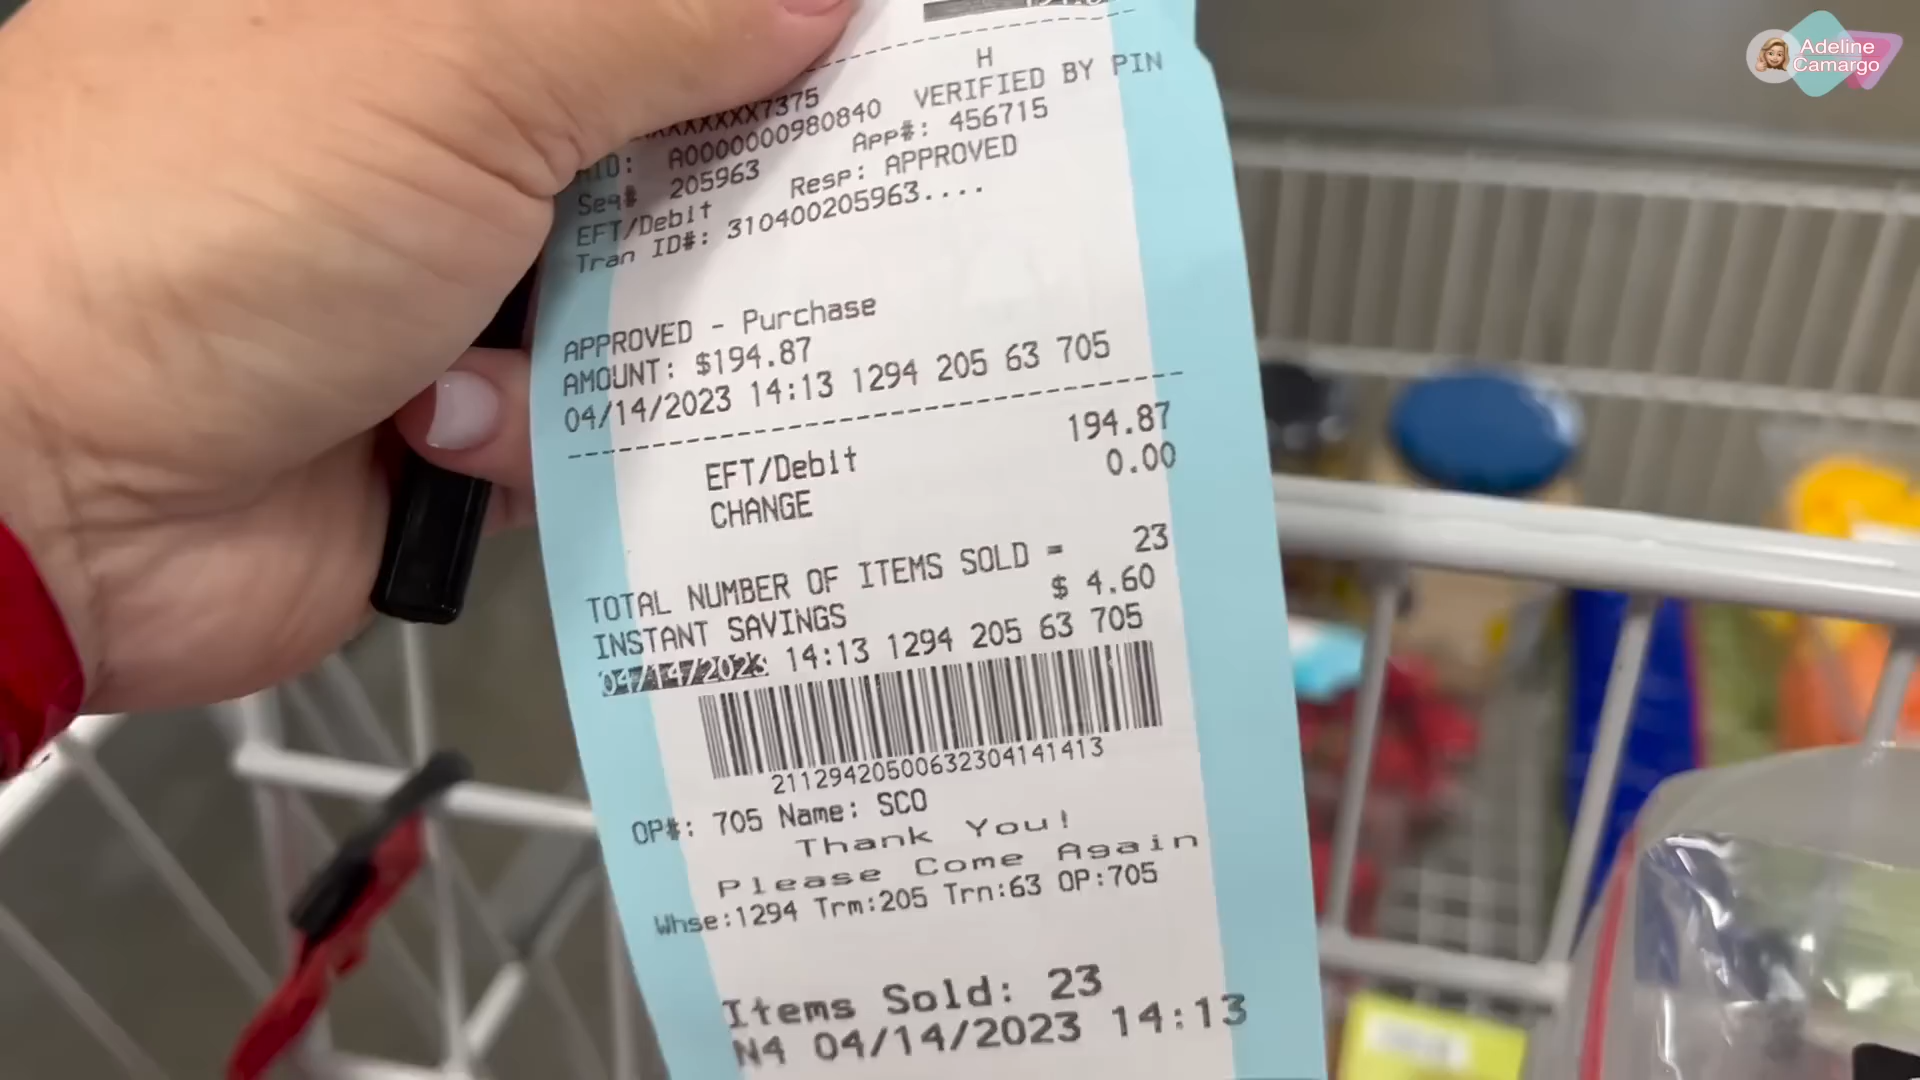 Adeline
Camargo
H
XXXXXXX7375 VERIFIED BY PIN
AID: A0000000980840 App#: 456715
Seq# 205963 Resp: APPROVED
EFT/Debit
Tran ID#: 310400205963....
APPROVED - Purchase
AMOUNT: $194.87
04/14/2023 14:13 1294 205 63 705
EFT/Debit 194.87
CHANGE 0.00
TOTAL NUMBER OF ITEMS SOLD = 23
INSTANT SAVINGS $ 4.60
04/14/2023 14:13 1294 205 63 705
21129420500632304141413
OP#: 705 Name: SCO
Thank You!
Please Come Again
Whse:1294 Trm:205 Trn:63 OP:705
Items Sold: 23
N4 04/14/2023 14:13